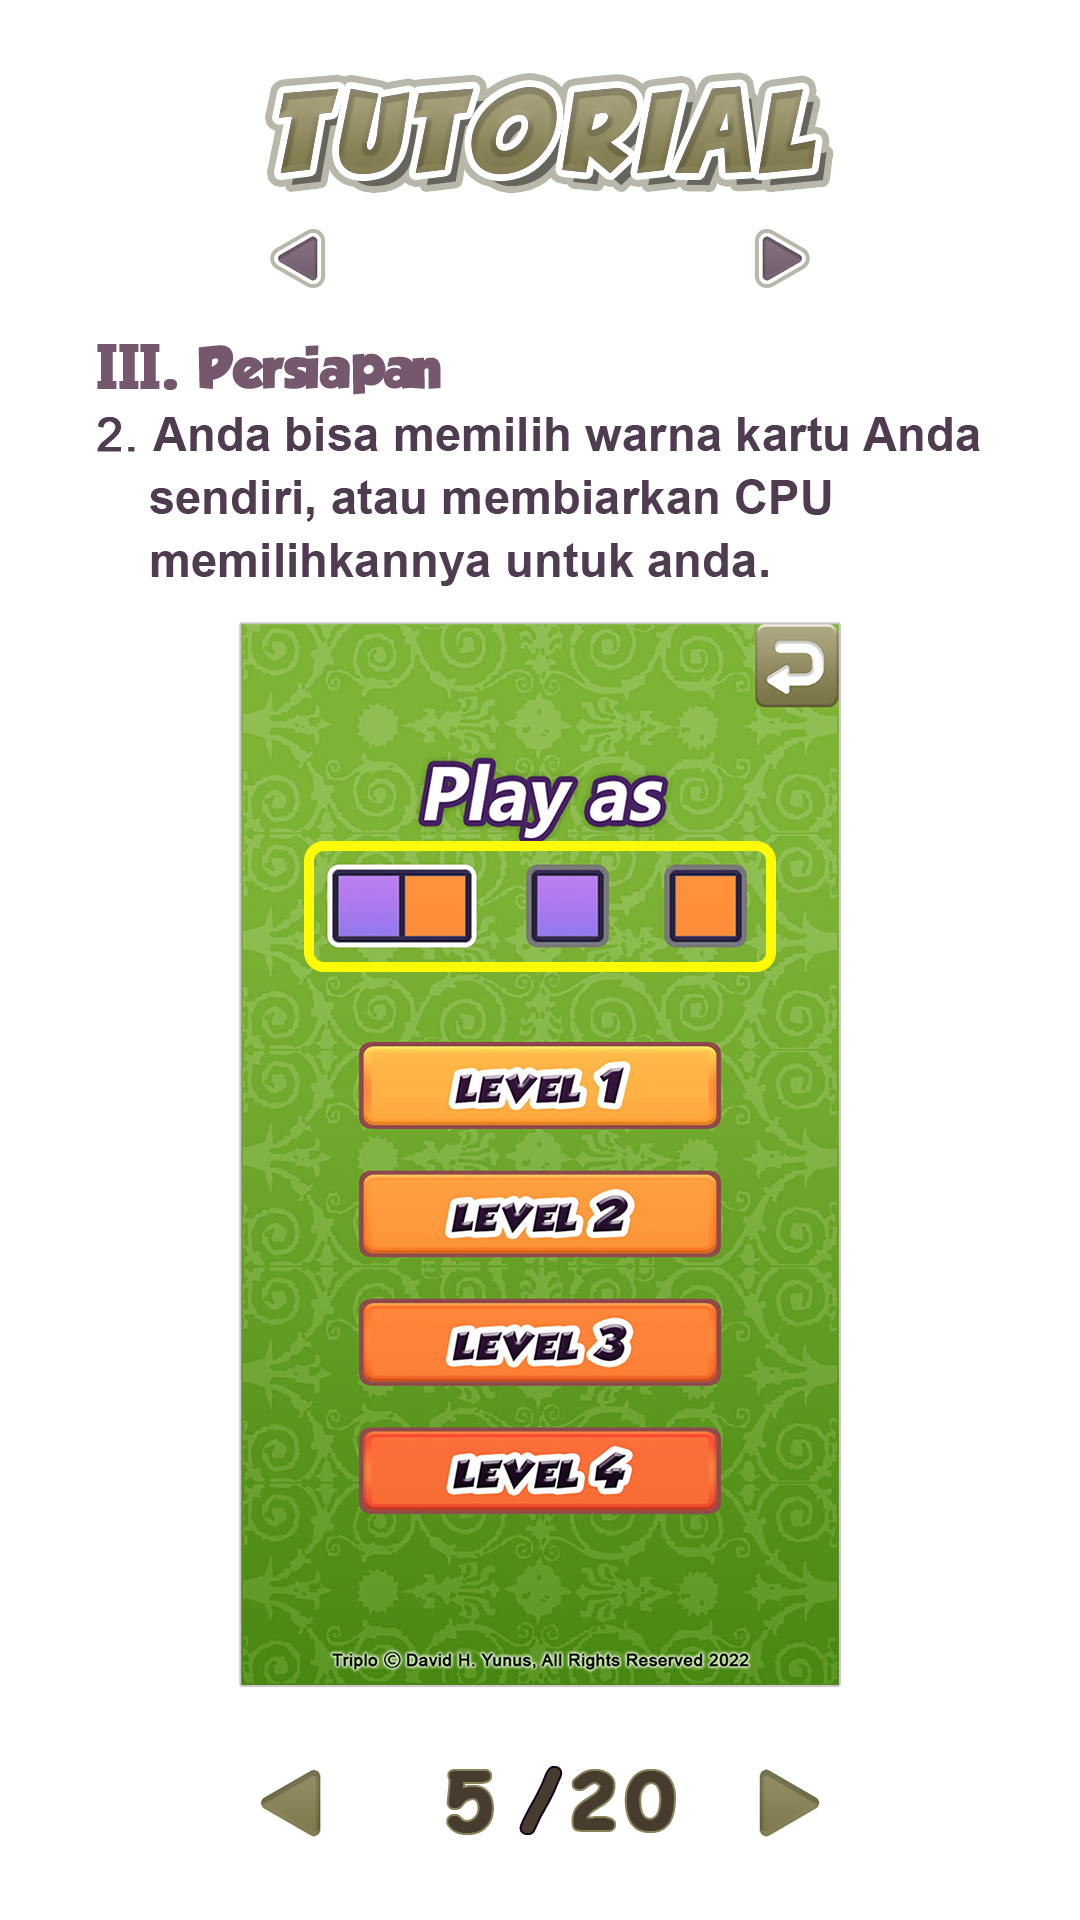 TUTORIAL
III. Persiapan
2. Anda bisa memilih warna kartu Anda
sendiri, atau membiarkan CPU
memilihkannya untuk anda.
Play as
LEVEL 1
LEVEL 2
LEVEL 3
LEVEL 4
Triplo © David H. Yunus, All Rights Reserved 2022
5 /20